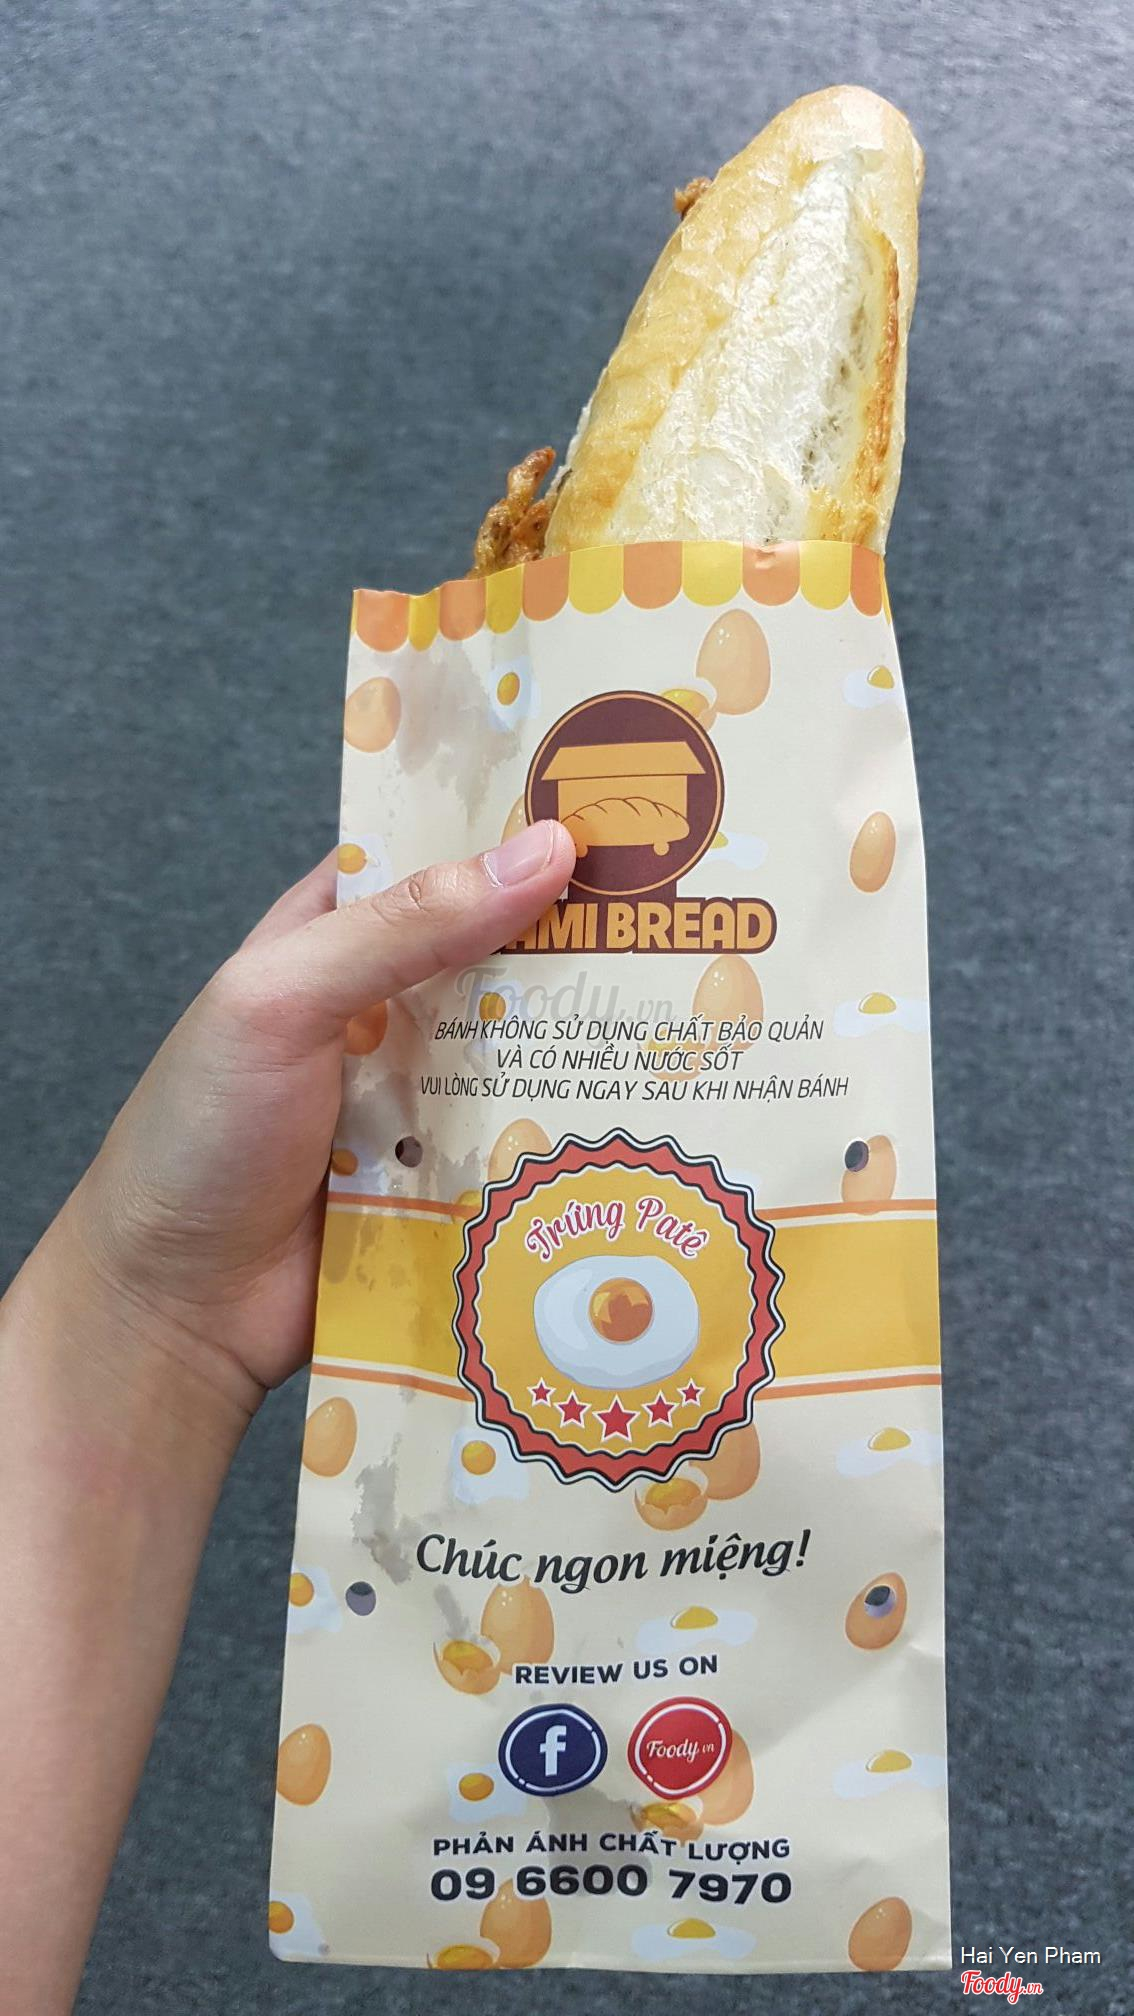 BREAD
Foody.vn
BÁNH KHÔNG SỬ DỤNG CHẤT BẢO QUẢN
VÀ CÓ NHIỀU NƯỚC SỐT
VUI LÒNG SỬ DỤNG NGAY SAU KHI NHẬN BÁNH
Trứng Patê
Chúc ngon miệng!
REVIEW US ON
f
Foody.vn
PHẢN ÁNH CHẤT LƯỢNG
09 6600 7970
Hai Yen Pham
Foody.vn